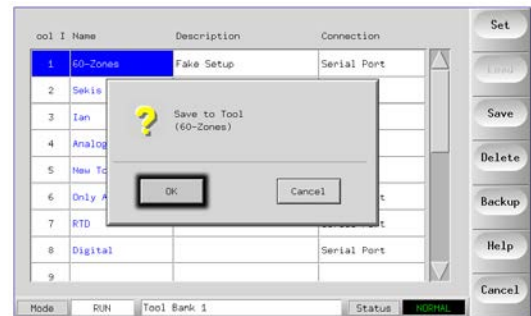 ool I Name Description Connection
1 60-Zones Fake Setup Serial Port
2 Sekis
3 Ian
4 Analog
5 New To
6 Only A
7 RTD
8 Digital Serial Port
9
Save to Tool
(60-Zones)
OK Cancel
Set
Load
Save
Delete
Backup
Help
Cancel
Mode RUN Tool Bank 1 Status NORMAL